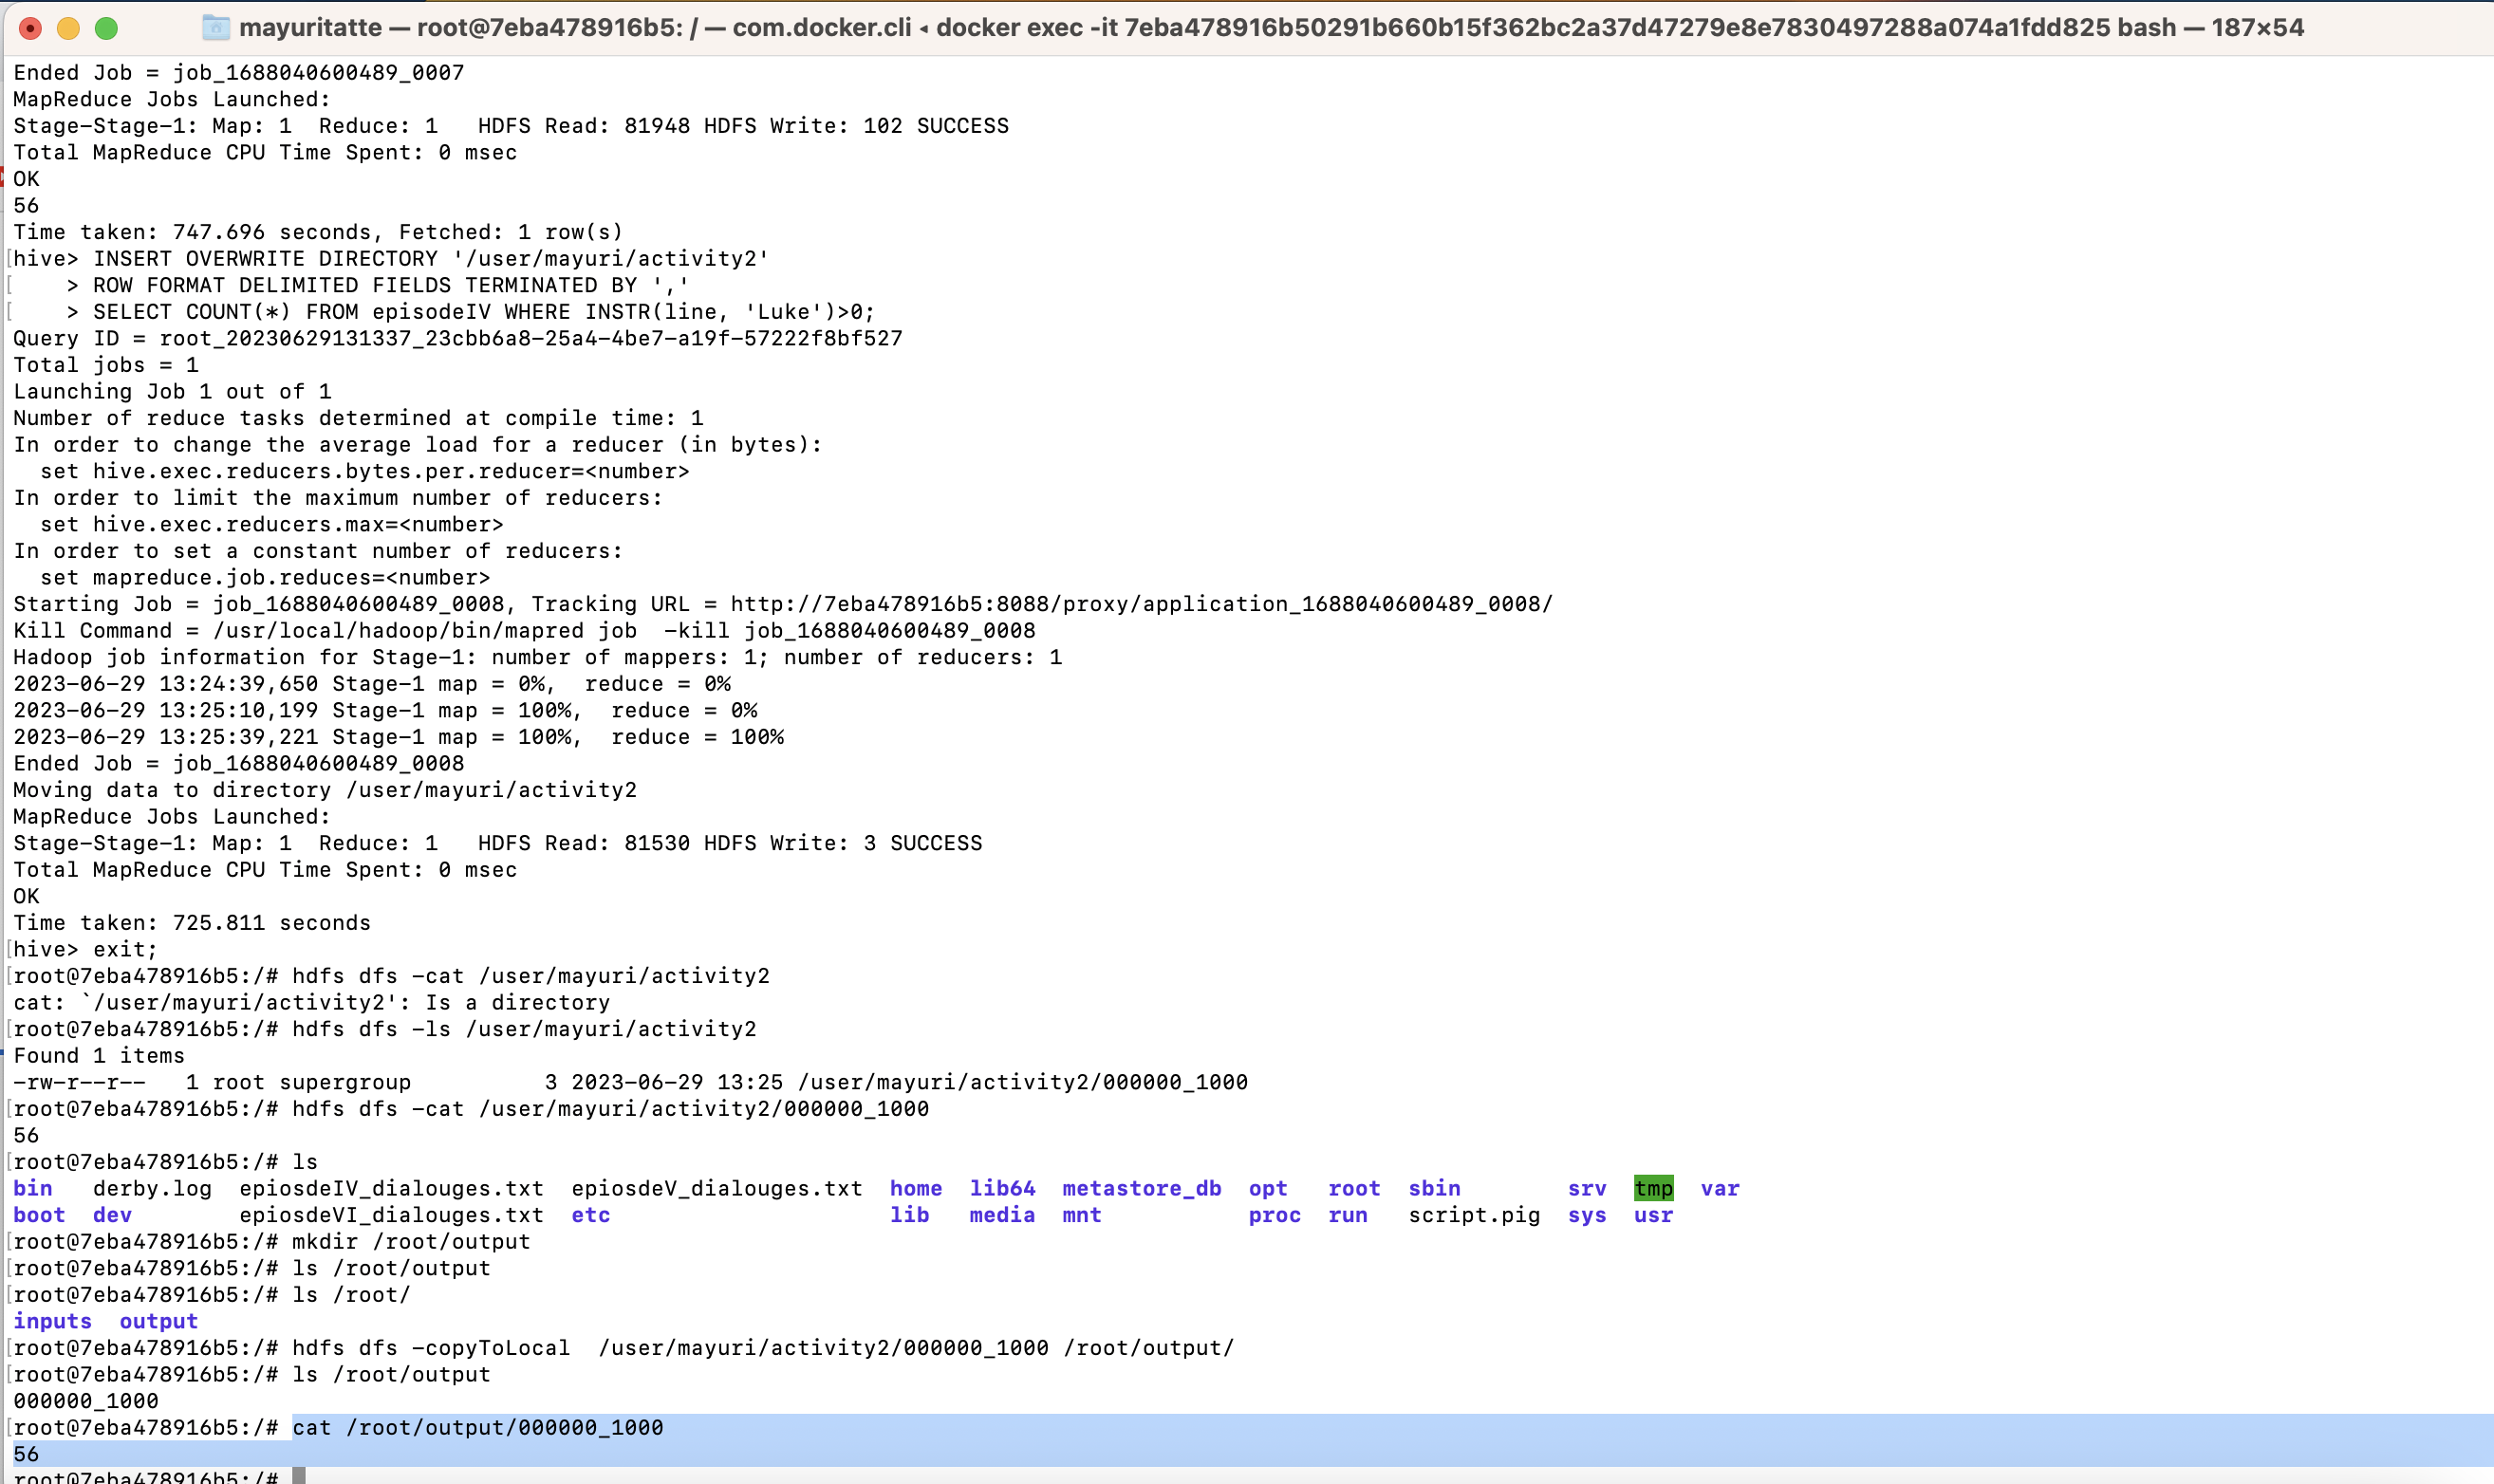 mayuritatte — root@7eba478916b5: / — com.docker.cli ◂ docker exec -it 7eba478916b50291b660b15f362bc2a37d47279e8e7830497288a074a1fdd825 bash — 187×54
Ended Job = job_1688040600489_0007
MapReduce Jobs Launched:
Stage-Stage-1: Map: 1  Reduce: 1   HDFS Read: 81948 HDFS Write: 102 SUCCESS
Total MapReduce CPU Time Spent: 0 msec
OK
56
Time taken: 747.696 seconds, Fetched: 1 row(s)
[hive> INSERT OVERWRITE DIRECTORY '/user/mayuri/activity2'
[    > ROW FORMAT DELIMITED FIELDS TERMINATED BY ','
[    > SELECT COUNT(*) FROM episodeIV WHERE INSTR(line, 'Luke')>0;
Query ID = root_20230629131337_23cbb6a8-25a4-4be7-a19f-57222f8bf527
Total jobs = 1
Launching Job 1 out of 1
Number of reduce tasks determined at compile time: 1
In order to change the average load for a reducer (in bytes):
  set hive.exec.reducers.bytes.per.reducer=<number>
In order to limit the maximum number of reducers:
  set hive.exec.reducers.max=<number>
In order to set a constant number of reducers:
  set mapreduce.job.reduces=<number>
Starting Job = job_1688040600489_0008, Tracking URL = http://7eba478916b5:8088/proxy/application_1688040600489_0008/
Kill Command = /usr/local/hadoop/bin/mapred job  -kill job_1688040600489_0008
Hadoop job information for Stage-1: number of mappers: 1; number of reducers: 1
2023-06-29 13:24:39,650 Stage-1 map = 0%,  reduce = 0%
2023-06-29 13:25:10,199 Stage-1 map = 100%,  reduce = 0%
2023-06-29 13:25:39,221 Stage-1 map = 100%,  reduce = 100%
Ended Job = job_1688040600489_0008
Moving data to directory /user/mayuri/activity2
MapReduce Jobs Launched:
Stage-Stage-1: Map: 1  Reduce: 1   HDFS Read: 81530 HDFS Write: 3 SUCCESS
Total MapReduce CPU Time Spent: 0 msec
OK
Time taken: 725.811 seconds
[hive> exit;
[root@7eba478916b5:/# hdfs dfs -cat /user/mayuri/activity2
cat: `/user/mayuri/activity2': Is a directory
[root@7eba478916b5:/# hdfs dfs -ls /user/mayuri/activity2
Found 1 items
-rw-r--r--   1 root supergroup          3 2023-06-29 13:25 /user/mayuri/activity2/000000_1000
[root@7eba478916b5:/# hdfs dfs -cat /user/mayuri/activity2/000000_1000
56
[root@7eba478916b5:/# ls
bin   derby.log  epiosdeIV_dialouges.txt  epiosdeV_dialouges.txt  home  lib64  metastore_db  opt   root  sbin        srv  tmp  var
boot  dev        epiosdeVI_dialouges.txt  etc                     lib   media  mnt           proc  run   script.pig  sys  usr
[root@7eba478916b5:/# mkdir /root/output
[root@7eba478916b5:/# ls /root/output
[root@7eba478916b5:/# ls /root/
inputs  output
[root@7eba478916b5:/# hdfs dfs -copyToLocal  /user/mayuri/activity2/000000_1000 /root/output/
[root@7eba478916b5:/# ls /root/output
000000_1000
[root@7eba478916b5:/# cat /root/output/000000_1000
56
root@7eba478916b5:/#